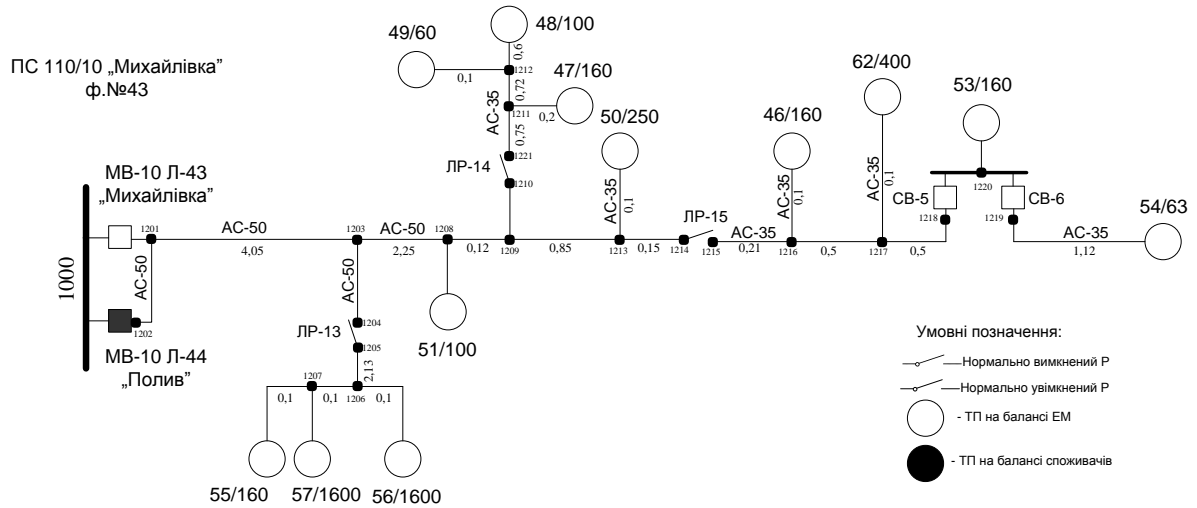 ПС 110/10 „Михайлівка”
ф.№43
49/60
48/100
0,6
1212
0,1
0,72
47/160
1211
0,2
АС-35
0,75
1221
ЛР-14
1210
50/250
АС-35
0,1
62/400
46/160
АС-35
0,1
АС-35
0,1
53/160
1220
СВ-5
1218
СВ-6
1219
54/63
АС-35
1,12
МВ-10 Л-43
„Михайлівка”
1201
АС-50
4,05
1203
АС-50
2,25
1208
0,12
1209
0,85
1213
0,15
1214
ЛР-15
1215
АС-35
0,21
1216
0,5
1217
0,5
1000
АС-50
1202
МВ-10 Л-44
„Полив”
АС-50
1204
ЛР-13
1205
2,13
51/100
1207
1206
0,1
0,1
0,1
55/160
57/1600
56/1600
Умовні позначення:
Нормально вимкнений Р
Нормально увімкнений Р
- ТП на балансі ЕМ
- ТП на балансі споживачів